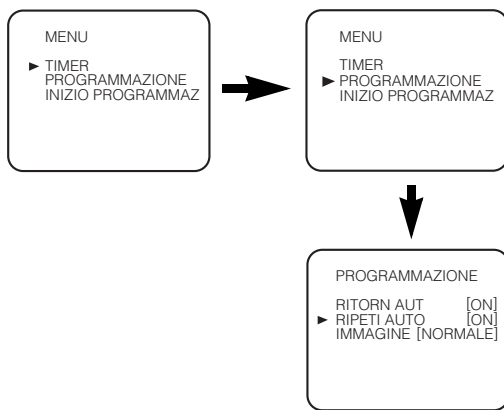 MENU
TIMER
PROGRAMMAZIONE
INIZIO PROGRAMMAZ
MENU
TIMER
PROGRAMMAZIONE
INIZIO PROGRAMMAZ
PROGRAMMAZIONE
RITORN AUT [ON]
RIPETI AUTO [ON]
IMMAGINE [NORMALE]